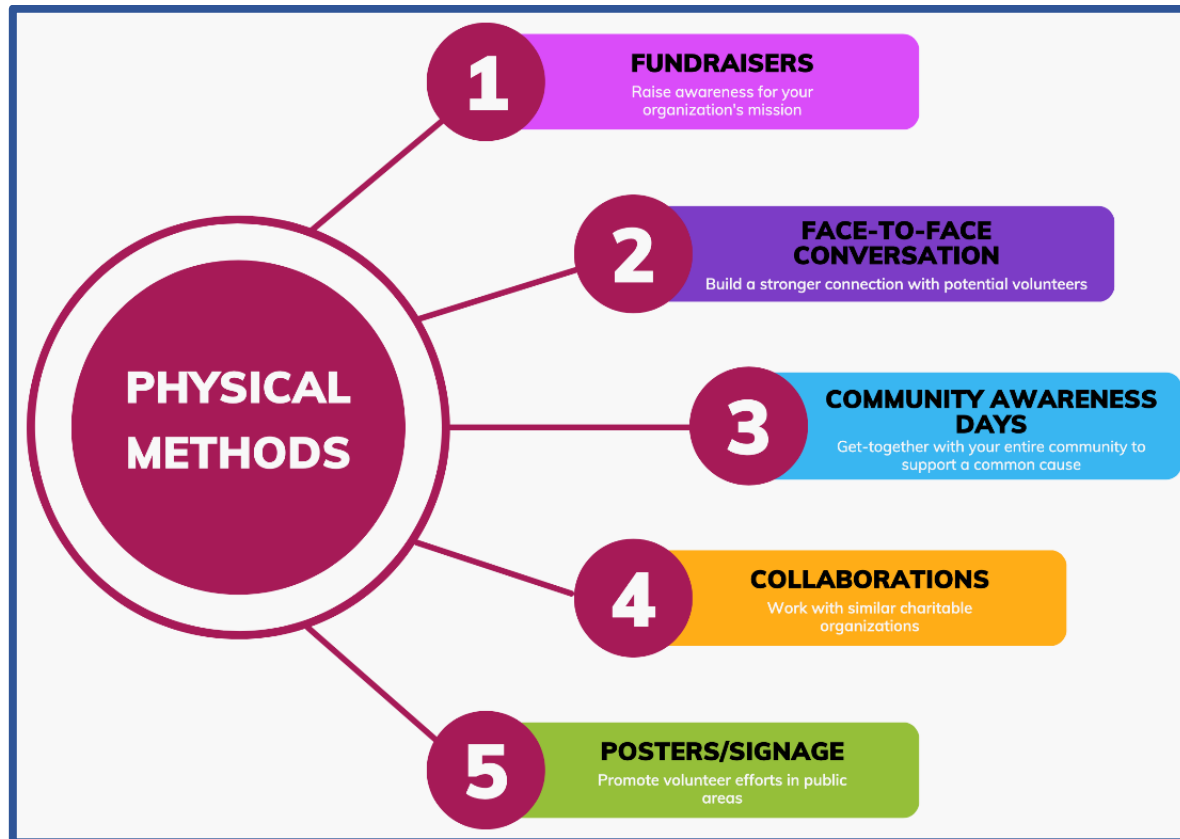 PHYSICAL
METHODS
1
FUNDRAISERS
Raise awareness for your
organization's mission
2
FACE-TO-FACE
CONVERSATION
Build a stronger connection with potential volunteers
3
COMMUNITY AWARENESS
DAYS
Get-together with your entire community to
support a common cause
4
COLLABORATIONS
Work with similar charitable
organizations
5
POSTERS/SIGNAGE
Promote volunteer efforts in public
areas